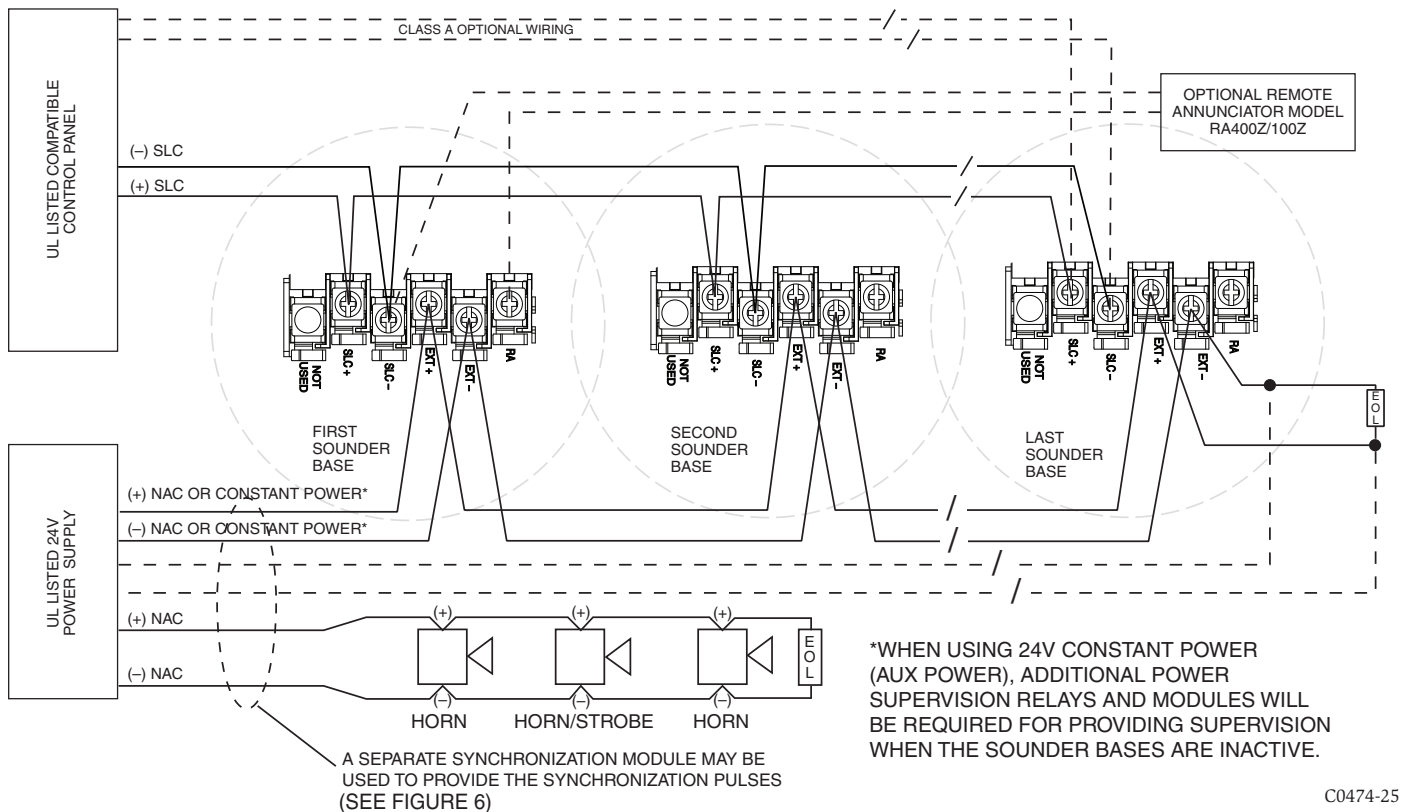 CLASS A OPTIONAL WIRING
UL LISTED COMPATIBLE
CONTROL PANEL
OPTIONAL REMOTE
ANNUNCIATOR MODEL
RA400Z/100Z
(–) SLC
(+) SLC
NOT
USED
SLC +
SLC –
EXT +
EXT –
RA
NOT
USED
SLC +
SLC –
EXT +
EXT –
RA
NOT
USED
SLC +
SLC –
EXT +
EXT –
RA
FIRST
SOUNDER
BASE
SECOND
SOUNDER
BASE
LAST
SOUNDER
BASE
EOL
UL LISTED 24V
POWER SUPPLY
(+) NAC OR CONSTANT POWER*
(–) NAC OR CONSTANT POWER*
(+) NAC
(–) NAC
(+)
(+)
(+)
EOL
(–)
(–)
(–)
HORN
HORN/STROBE
HORN
*WHEN USING 24V CONSTANT POWER
(AUX POWER), ADDITIONAL POWER
SUPERVISION RELAYS AND MODULES WILL
BE REQUIRED FOR PROVIDING SUPERVISION
WHEN THE SOUNDER BASES ARE INACTIVE.
A SEPARATE SYNCHRONIZATION MODULE MAY BE
USED TO PROVIDE THE SYNCHRONIZATION PULSES
(SEE FIGURE 6)
C0474-25